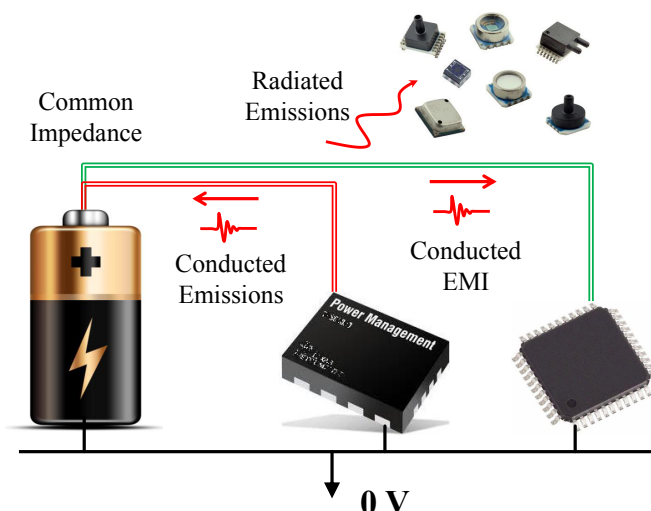 Radiated
Emissions
Common
Impedance
Conducted
Emissions
Conducted
EMI
Power Management
0 V